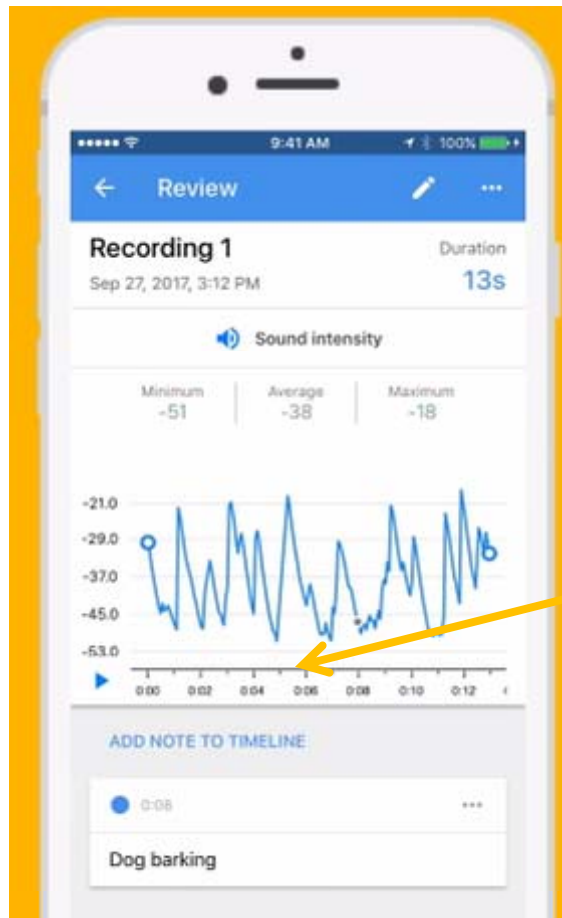 9:41 AM 100%
Review
Recording 1
Duration
Sep 27, 2017, 3:12 PM
13s
Sound intensity
Minimum Average Maximum
-51 -38 -18
-21.0
-29.0
-37.0
-45.0
-53.0
0:00 0:02 0:04 0:06 0:08 0:10 0:12
ADD NOTE TO TIMELINE
0:08
Dog barking